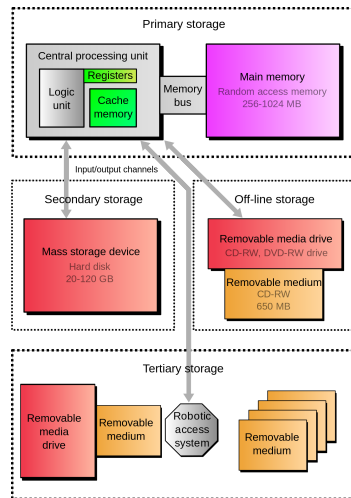 Primary storage
Central processing unit
Registers
Logic
unit
Cache
memory
Memory
bus
Main memory
Random access memory
256-1024 MB
Input/output channels
Secondary storage
Mass storage device
Hard disk
20-120 GB
Off-line storage
Removable media drive
CD-RW, DVD-RW drive
Removable medium
CD-RW
650 MB
Tertiary storage
Removable
media
drive
Removable
medium
Robotic
access
system
Removable
medium